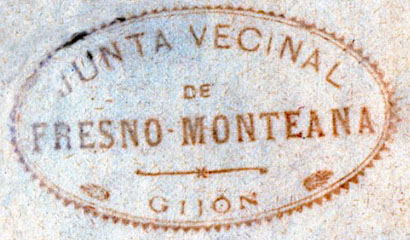 JUNTA VECINAL
DE
FRESNO-MONTEANA
GIJÓN